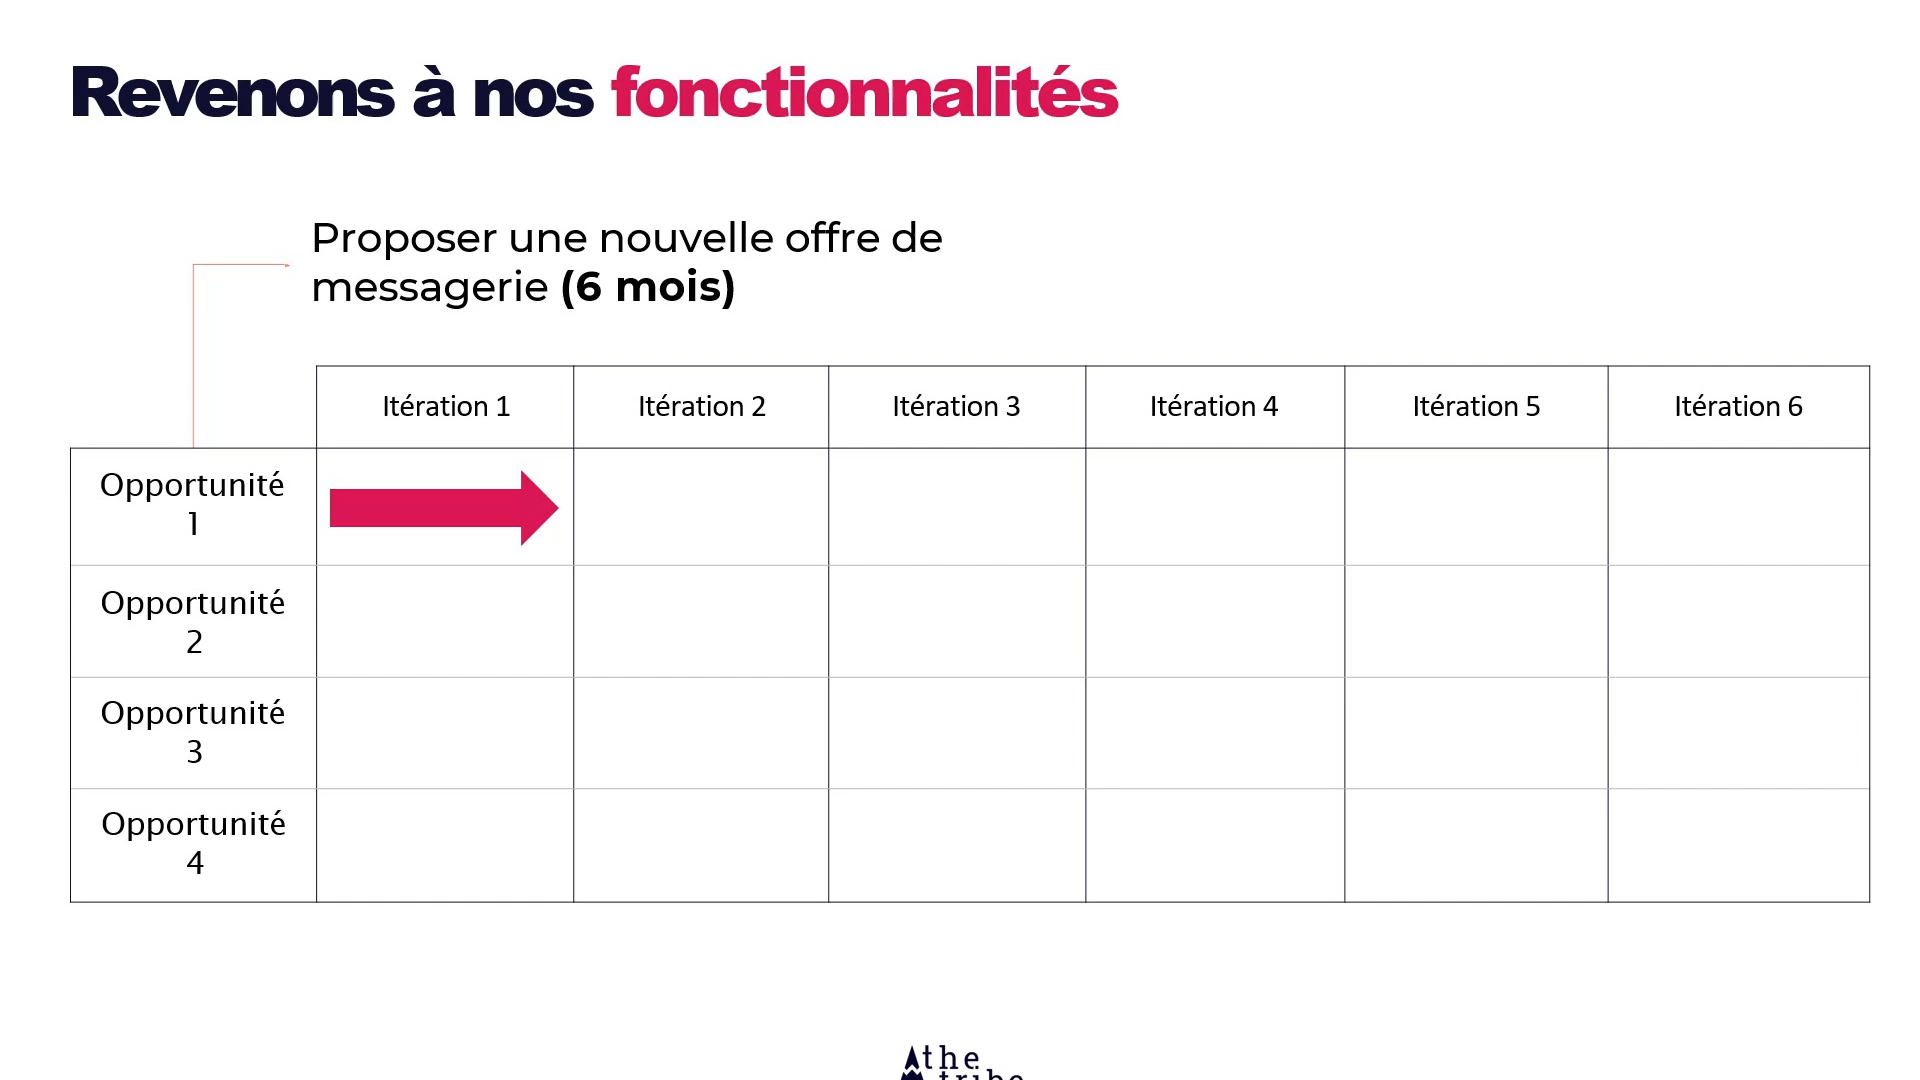 Revenons à nos fonctionnalités
Proposer une nouvelle offre de
messagerie (6 mois)
Itération 1
Itération 2
Itération 3
Itération 4
Itération 5
Itération 6
Opportunité
1
Opportunité
2
Opportunité
3
Opportunité
4
the
tribe